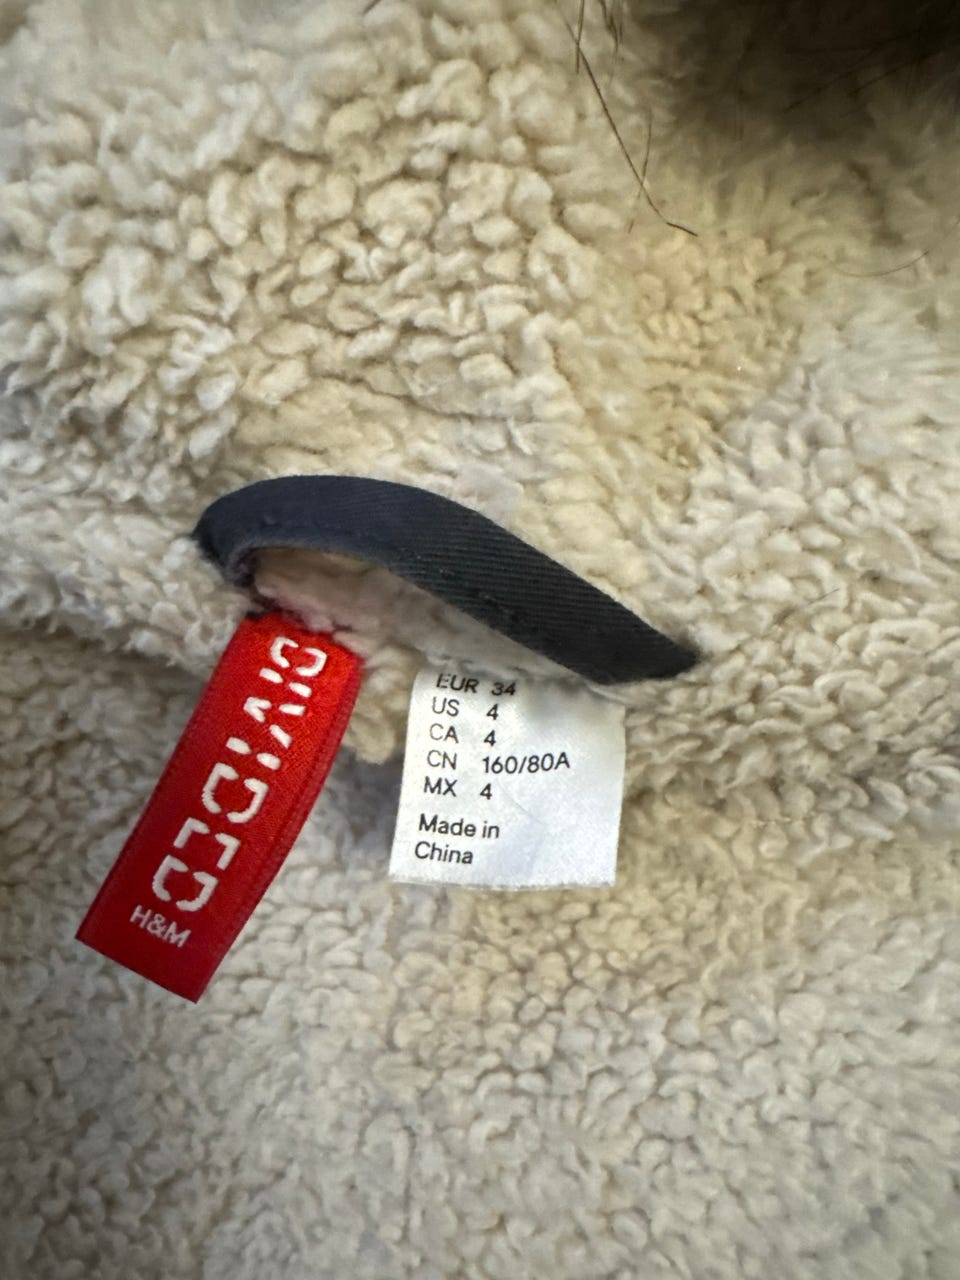 DIVIDED
H&M
EUR 34
US 4
CA 4
CN 160/80A
MX 4
Made in
China